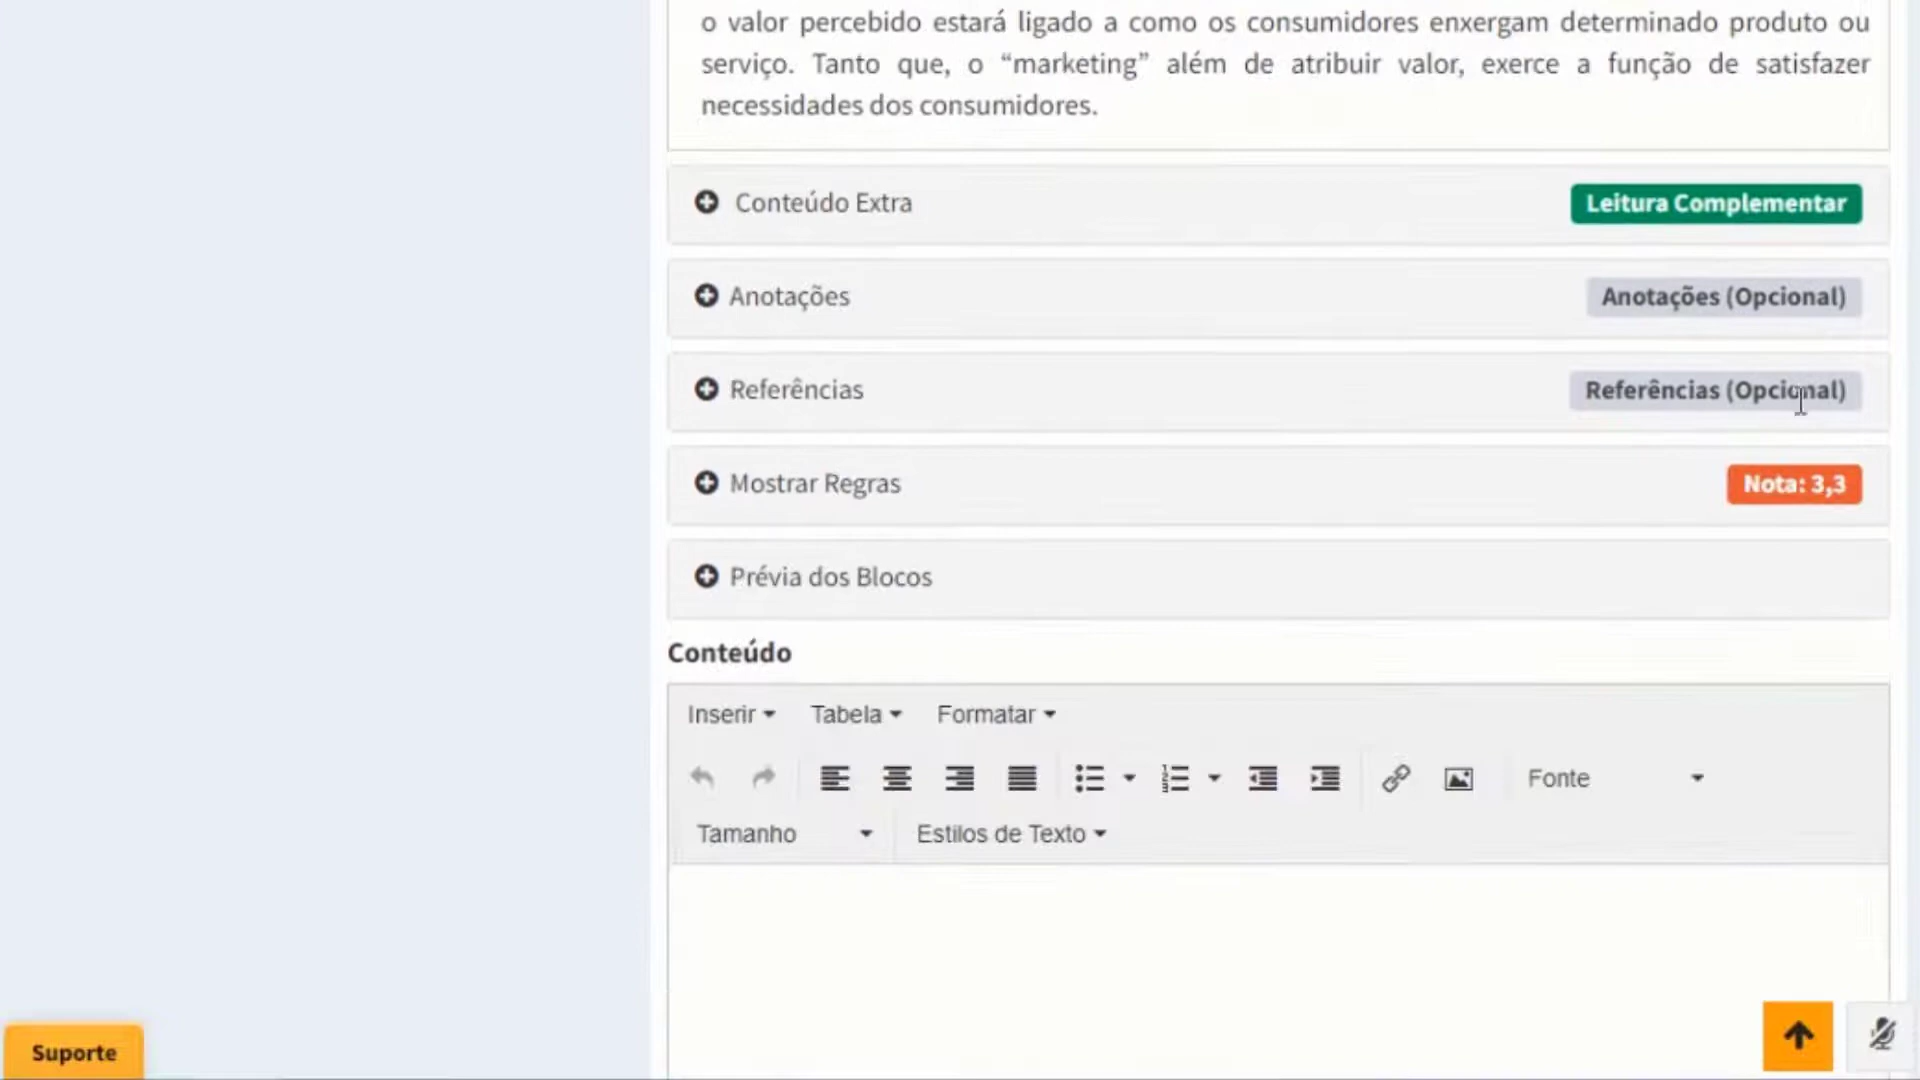 o valor percebido estará ligado a como os consumidores enxergam determinado produto ou
serviço. Tanto que, o “marketing” além de atribuir valor, exerce a função de satisfazer
necessidades dos consumidores.
Conteúdo Extra Leitura Complementar
Anotações Anotações (Opcional)
Referências Referências (Opcional)
Mostrar Regras Nota: 3,3
Prévia dos Blocos
Conteúdo
Inserir Tabela Formatar
Fonte
Tamanho Estilos de Texto
Suporte